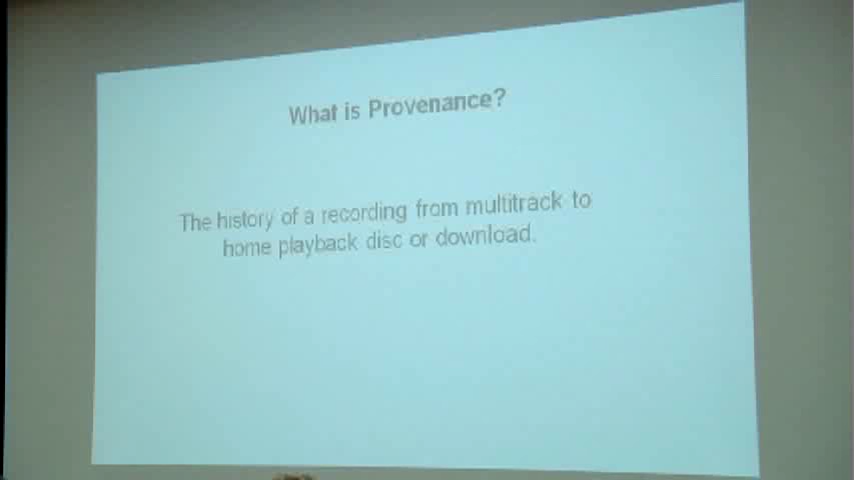 What is Provenance?
The history of a recording from multitrack to
home playback disc or download.